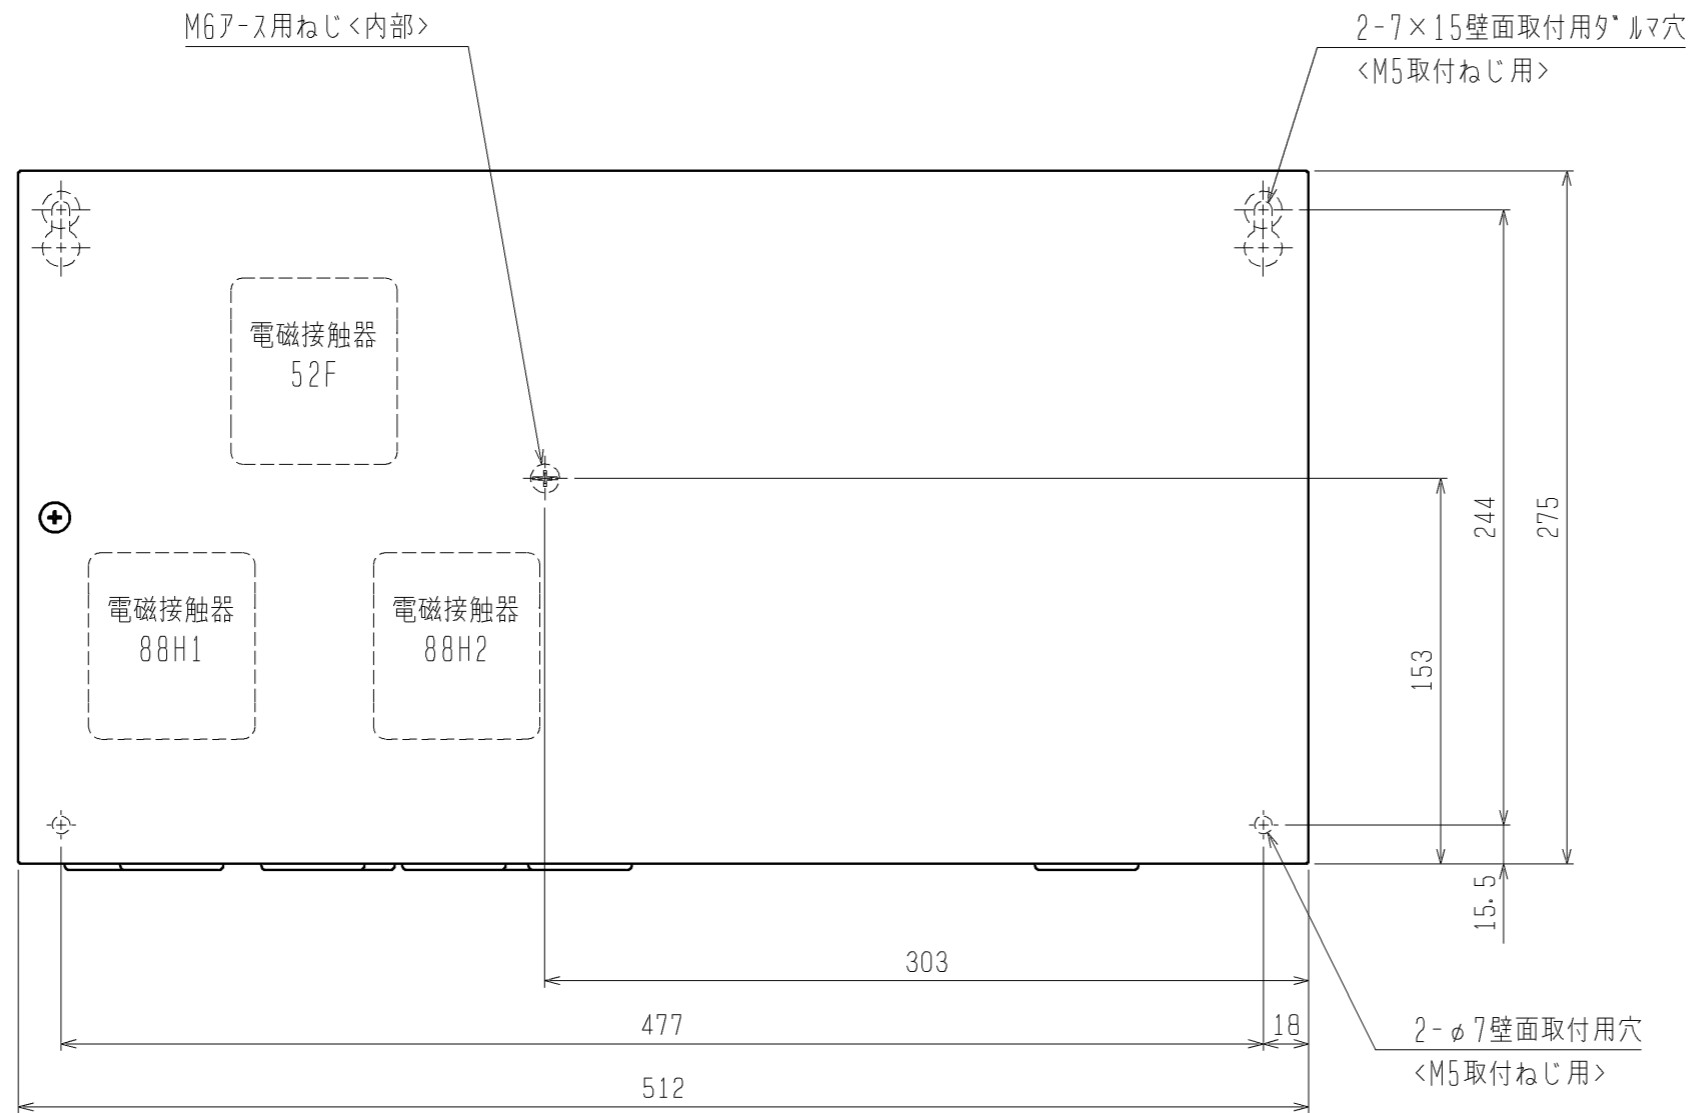 M6アース用ねじ<内部>
2-7×15壁面取付用ダルマ穴
<M5取付ねじ用>
電磁接触器
52F
電磁接触器
88H1
電磁接触器
88H2
153
244
275
15.5
303
477
18
512
2-φ7壁面取付用穴
<M5取付ねじ用>